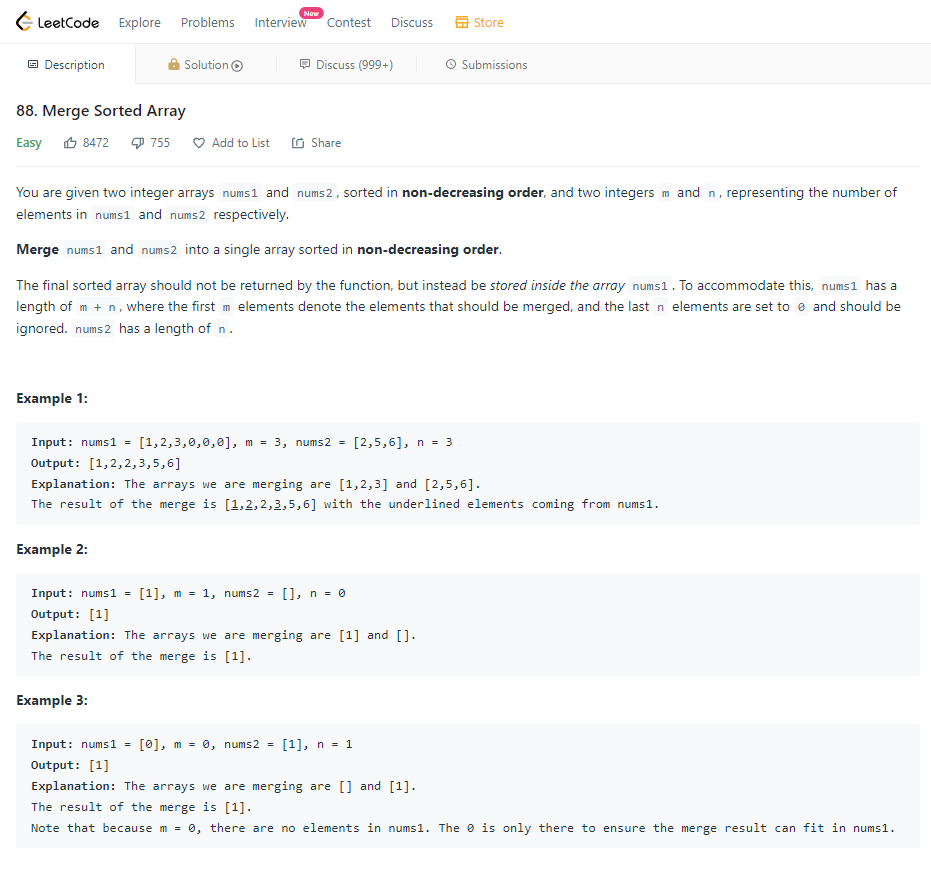 LeetCode Explore Problems Interview New Contest Discuss Store
Description Solution Discuss (999+) Submissions
88. Merge Sorted Array
Easy 8472 755 Add to List Share
You are given two integer arrays nums1 and nums2, sorted in non-decreasing order, and two integers m and n, representing the number of
elements in nums1 and nums2 respectively.
Merge nums1 and nums2 into a single array sorted in non-decreasing order.
The final sorted array should not be returned by the function, but instead be stored inside the array nums1. To accommodate this, nums1 has a
length of m + n, where the first m elements denote the elements that should be merged, and the last n elements are set to 0 and should be
ignored. nums2 has a length of n.
Example 1:
Input: nums1 = [1,2,3,0,0,0], m = 3, nums2 = [2,5,6], n = 3
Output: [1,2,2,3,5,6]
Explanation: The arrays we are merging are [1,2,3] and [2,5,6].
The result of the merge is [1,2,2,3,5,6] with the underlined elements coming from nums1.
Example 2:
Input: nums1 = [1], m = 1, nums2 = [], n = 0
Output: [1]
Explanation: The arrays we are merging are [1] and [].
The result of the merge is [1].
Example 3:
Input: nums1 = [0], m = 0, nums2 = [1], n = 1
Output: [1]
Explanation: The arrays we are merging are [] and [1].
The result of the merge is [1].
Note that because m = 0, there are no elements in nums1. The 0 is only there to ensure the merge result can fit in nums1.